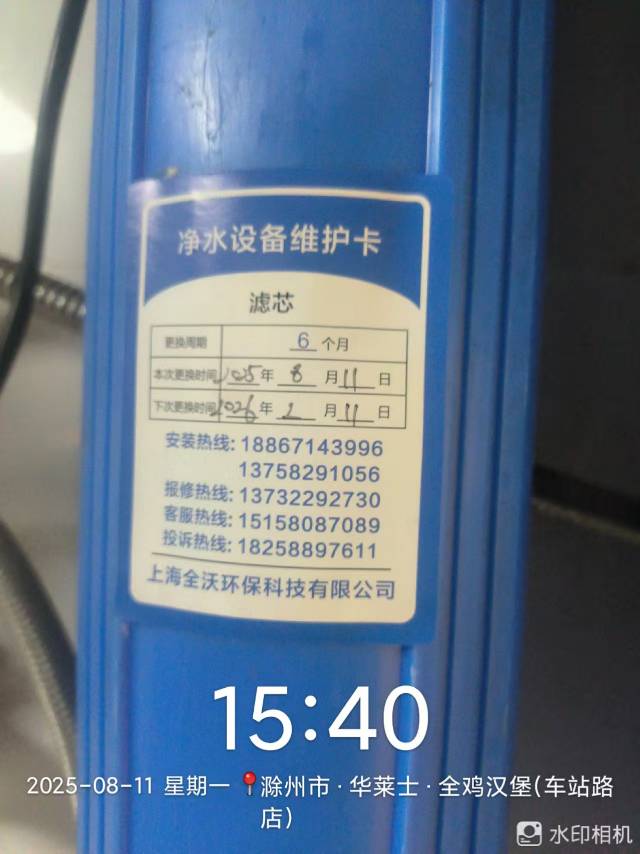 净水设备维护卡
滤芯
更换周期 6 个月
本次更换时间 2025年 8 月 11 日
下次更换时间 2026年 2 月 11 日
安装热线: 18867143996
13758291056
报修热线: 13732292730
客服热线: 15158087089
投诉热线: 18258897611
上海全沃环保科技有限公司
15:40
2025-08-11 星期一 📍滁州市 · 华莱士 · 全鸡汉堡(车站路
店)
水印相机